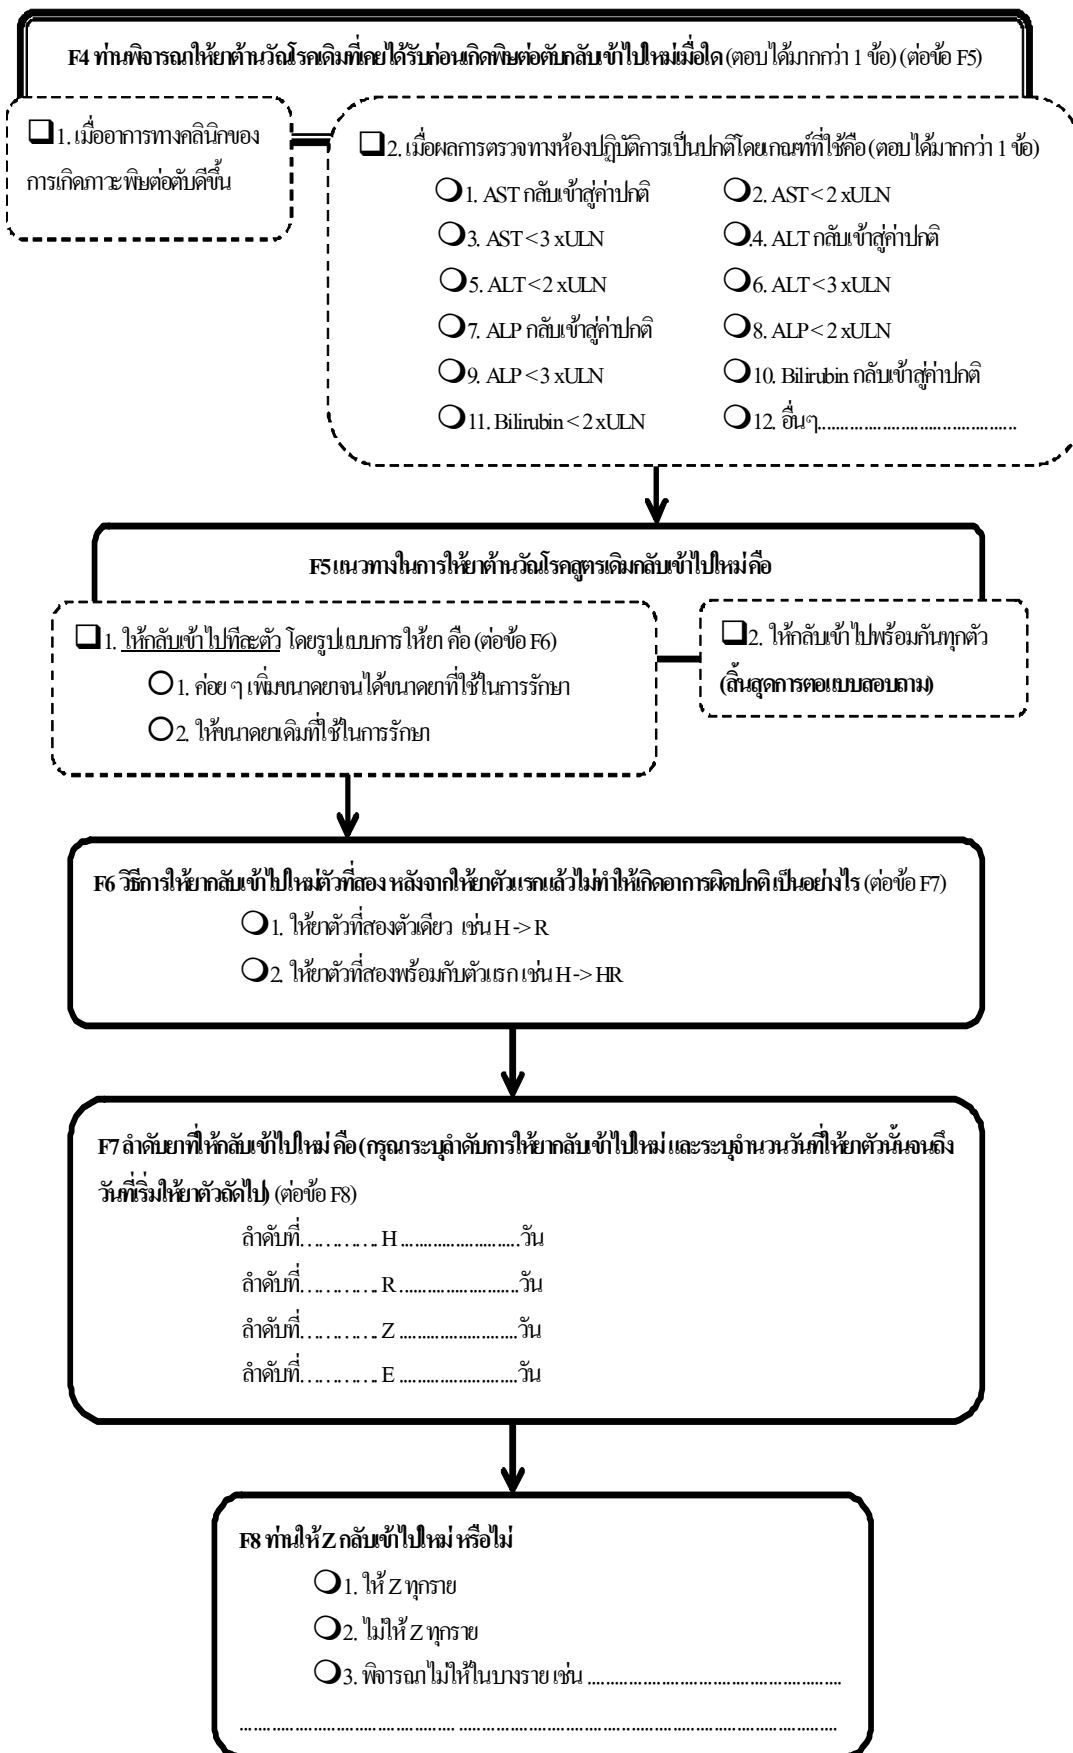 F4 ท่านพิจารณาให้ยาต้านวัณโรคเดิมที่เคยได้รับก่อนเกิดพิษต่อตับกลับเข้าไปใหม่เมื่อใด (ตอบได้มากกว่า 1 ข้อ) (ต่อข้อ F5)
❑ 1. เมื่ออาการทางคลินิกของ
การเกิดภาวะพิษต่อตับดีขึ้น
❑ 2. เมื่อผลการตรวจทางห้องปฏิบัติการเป็นปกติโดยเกณฑ์ที่ใช้คือ (ตอบได้มากกว่า 1 ข้อ)
❍ 1. AST กลับเข้าสู่ค่าปกติ ❍ 2. AST < 2 xULN
❍ 3. AST < 3 xULN ❍ .4. ALT กลับเข้าสู่ค่าปกติ
❍ 5. ALT < 2 xULN ❍ 6. ALT < 3 xULN
❍ 7. ALP กลับเข้าสู่ค่าปกติ ❍ 8. ALP < 2 xULN
❍ 9. ALP < 3 xULN ❍ 10. Bilirubin กลับเข้าสู่ค่าปกติ
❍ 11. Bilirubin < 2 xULN ❍ 12. อื่นๆ...........................................
F5 แนวทางในการให้ยาต้านวัณโรคสูตรเดิมกลับเข้าไปใหม่ คือ
❑ 1. ให้กลับเข้าไปทีละตัว โดยรูปแบบการให้ยา คือ (ต่อข้อ F6)
❍ 1. ค่อย ๆ เพิ่มขนาดยาจนได้ขนาดยาที่ใช้ในการรักษา
❍ 2. ให้ขนาดยาเดิมที่ใช้ในการรักษา
❑ 2. ให้กลับเข้าไปพร้อมกันทุกตัว
(สิ้นสุดการตอบแบบสอบถาม)
F6 วิธีการให้ยากลับเข้าไปใหม่ตัวที่สอง หลังจากให้ยาตัวแรกแล้วไม่ทำให้เกิดอาการผิดปกติ เป็นอย่างไร (ต่อข้อ F7)
❍ 1. ให้ยาตัวที่สองตัวเดียว เช่น H -> R
❍ 2. ให้ยาตัวที่สองพร้อมกับตัวแรก เช่น H -> HR
F7 ลำดับยาที่ให้กลับเข้าไปใหม่ คือ (กรุณาระบุลำดับการให้ยากลับเข้าไปใหม่ และระบุจำนวนวันที่ให้ยาตัวนั้นจนถึง
วันที่เริ่มให้ยาตัวถัดไป) (ต่อข้อ F8)
ลำดับที่………….. H ..........................วัน
ลำดับที่………….. R ..........................วัน
ลำดับที่………….. Z ..........................วัน
ลำดับที่………….. E ..........................วัน
F8 ท่านให้ Z กลับเข้าไปใหม่ หรือไม่
❍ 1. ให้ Z ทุกราย
❍ 2. ไม่ให้ Z ทุกราย
❍ 3. พิจารณาไม่ให้ในบางราย เช่น .......................................................
..............................................................................................................................